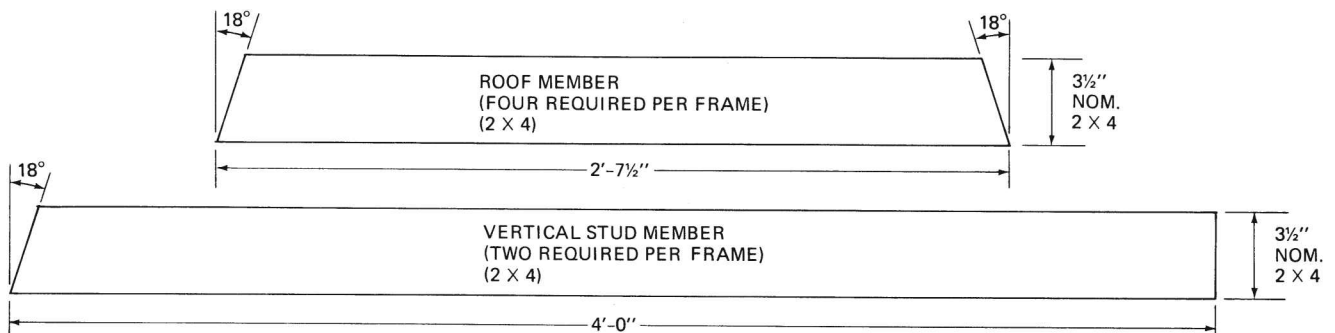 18°
18°
ROOF MEMBER
(FOUR REQUIRED PER FRAME)
(2 X 4)
3½″
NOM.
2 X 4
2′-7½″
18°
VERTICAL STUD MEMBER
(TWO REQUIRED PER FRAME)
(2 X 4)
3½″
NOM.
2 X 4
4′-0″